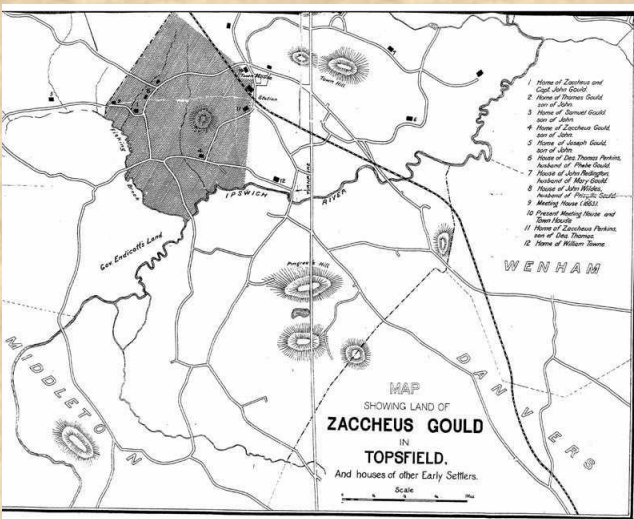 Town House
Station
Town Hill
1 Home of Zaccheus and
Capt. John Gould.
2 Home of Thomas Gould,
son of John.
3 Home of Samuel Gould
son of John.
4 Home of Zaccheus Gould
son of John.
5 Home of Joseph Gould,
son of John.
6 House of Dea. Thomas Perkins,
husband of Phebe Gould.
7 House of John Redington,
husband of Mary Gould.
8 House of John Wildes,
husband of Priscilla Gould.
9 Meeting House (1663).
10 Present Meeting House and
Town House
11 Home of Zaccheus Perkins,
son of Dea. Thomas.
12 Home of William Towne.
12
IPSWICH RIVER
Gov. Endicott's Land
WENHAM
MIDDLETON
DANVERS
MAP
SHOWING LAND OF
ZACCHEUS GOULD
IN
TOPSFIELD,
And houses of other Early Settlers.
Scale